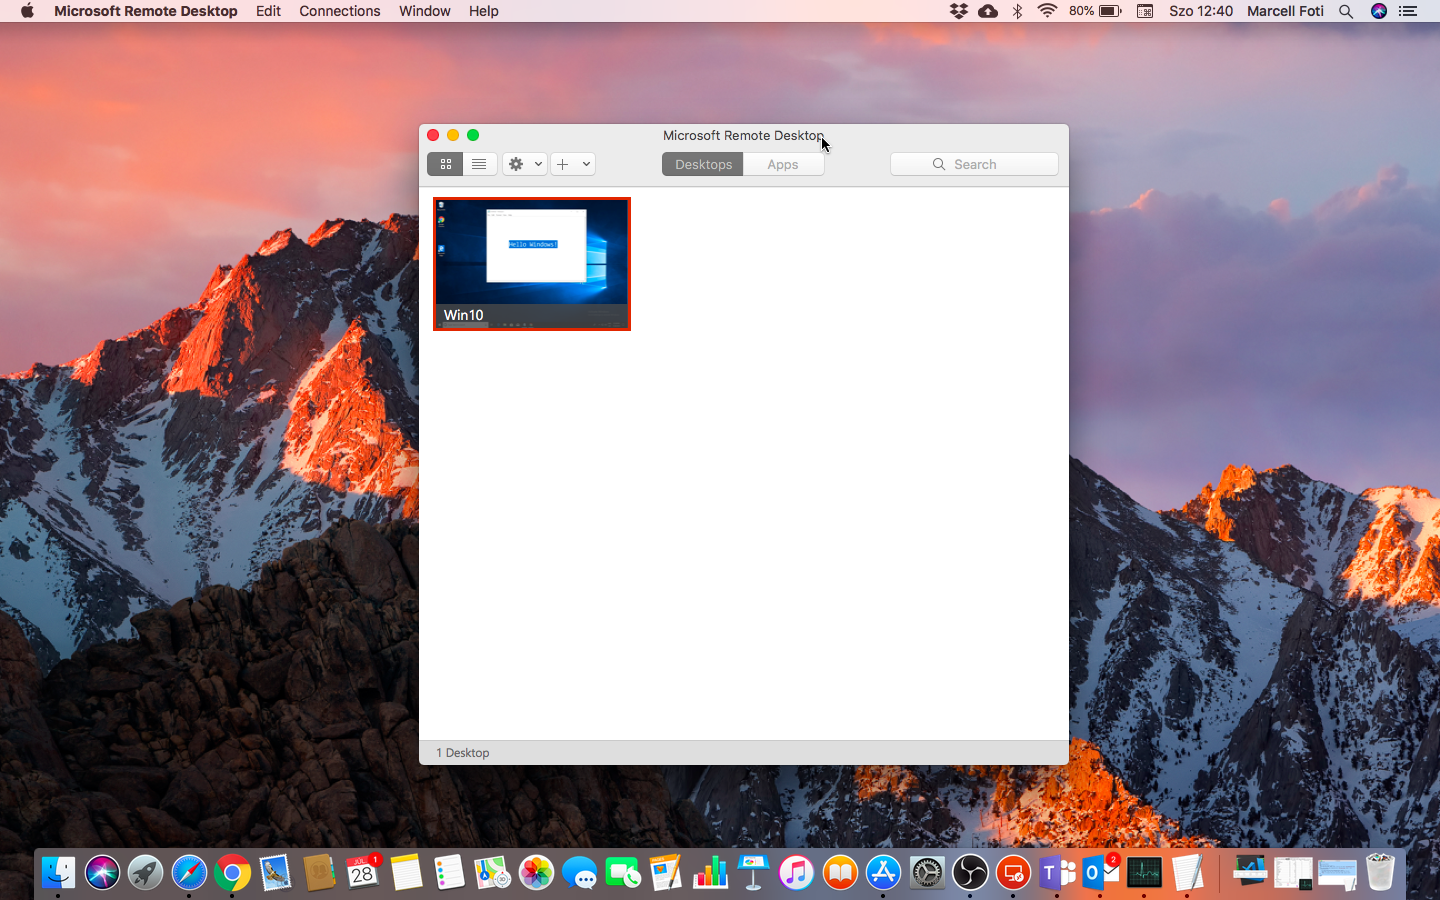 Microsoft Remote Desktop Edit Connections Window Help 80% Szo 12:40 Marcell Foti
Microsoft Remote Desktop
Desktops Apps Search
Hello Windows!
Win10
1 Desktop
JÚL 1
28
2